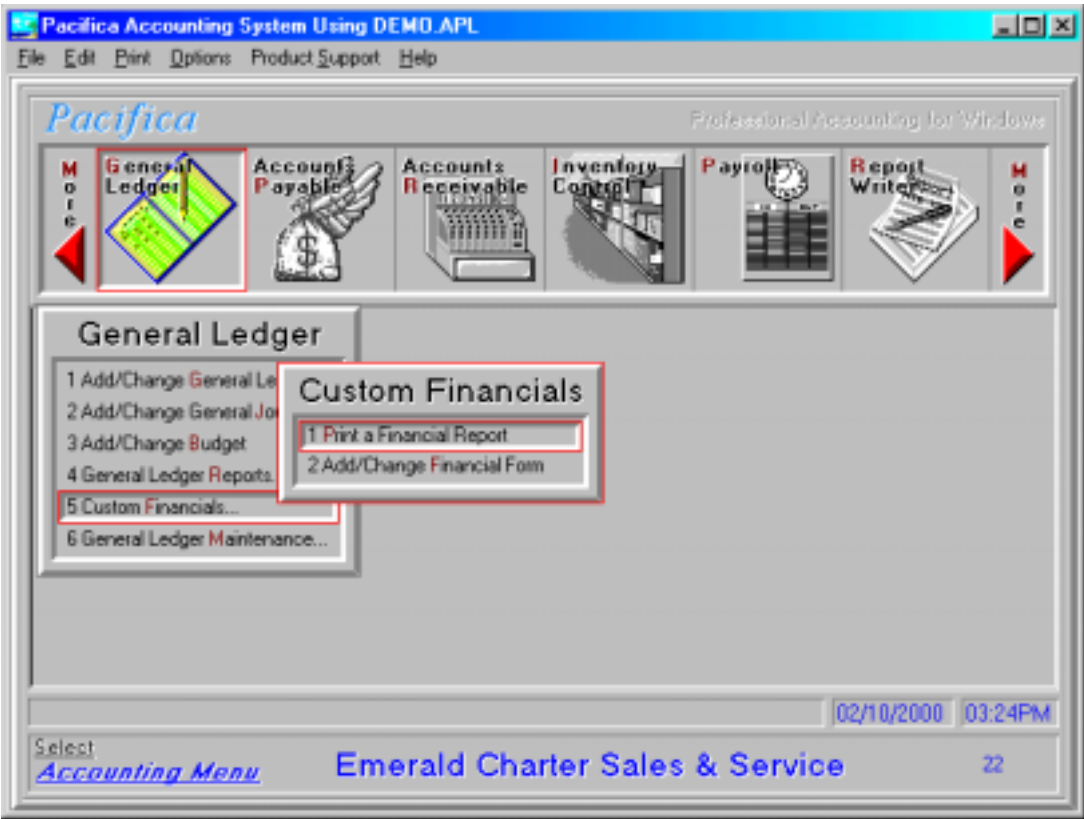 Pacifica Accounting System Using DEMO.APL
File Edit Print Options Product Support Help
Pacifica
Professional Accounting for Windows
More
General Ledger
Accounts Payable
Accounts Receivable
Inventory Control
Payroll
Report Writer
More
General Ledger
1 Add/Change General Le
2 Add/Change General Jo
3 Add/Change Budget
4 General Ledger Reports.
5 Custom Financials...
6 General Ledger Maintenance...
Custom Financials
1 Print a Financial Report
2 Add/Change Financial Form
02/10/2000 03:24PM
Select
Accounting Menu
Emerald Charter Sales & Service
22